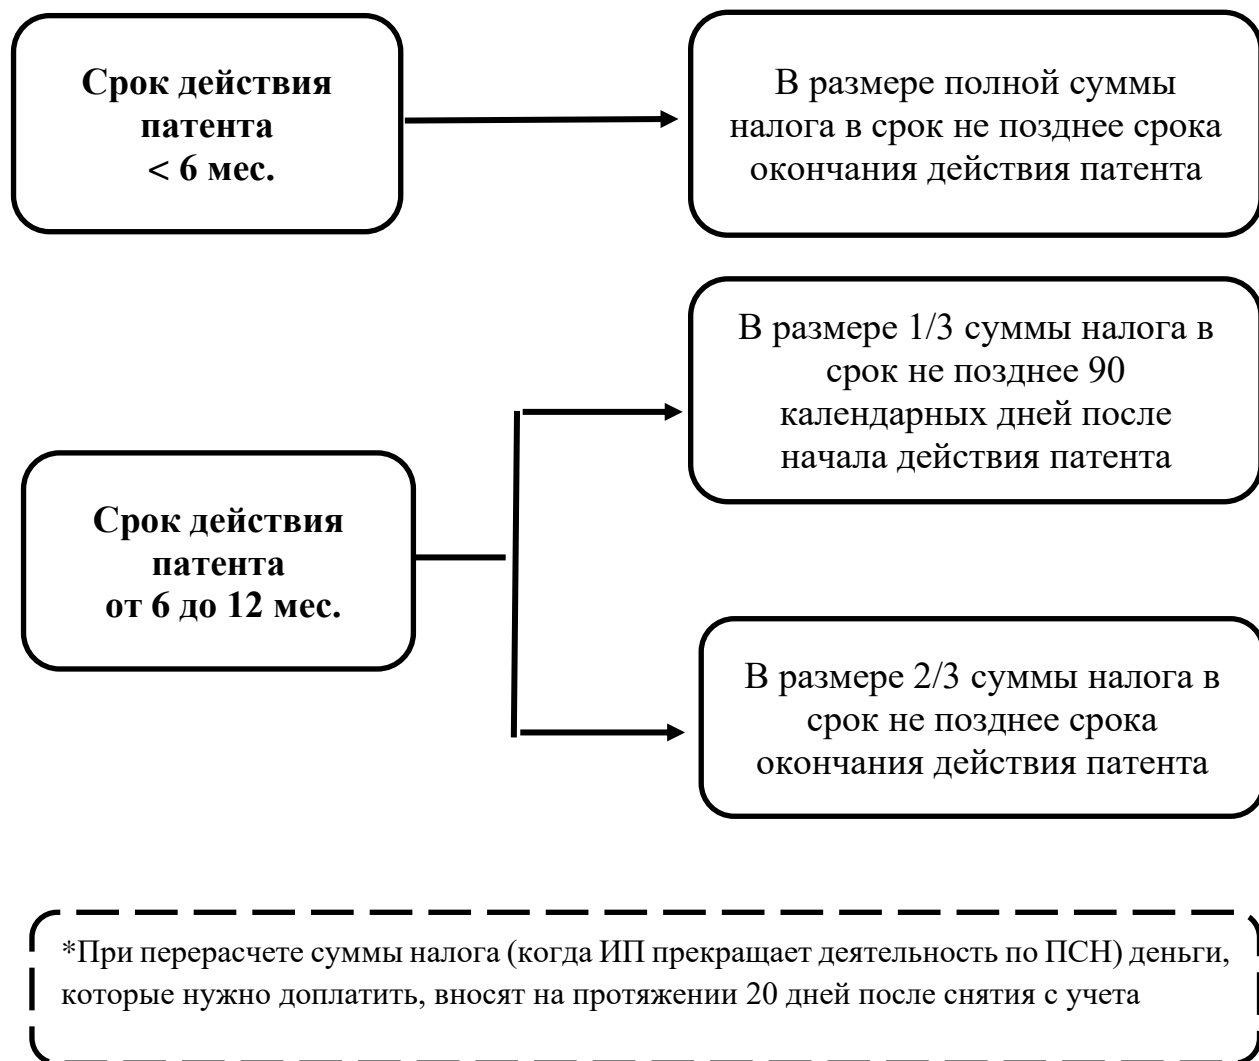 Срок действия
патента
< 6 мес.
В размере полной суммы
налога в срок не позднее срока
окончания действия патента
Срок действия
патента
от 6 до 12 мес.
В размере 1/3 суммы налога в
срок не позднее 90
календарных дней после
начала действия патента
В размере 2/3 суммы налога в
срок не позднее срока
окончания действия патента
*При перерасчете суммы налога (когда ИП прекращает деятельность по ПСН) деньги,
которые нужно доплатить, вносят на протяжении 20 дней после снятия с учета